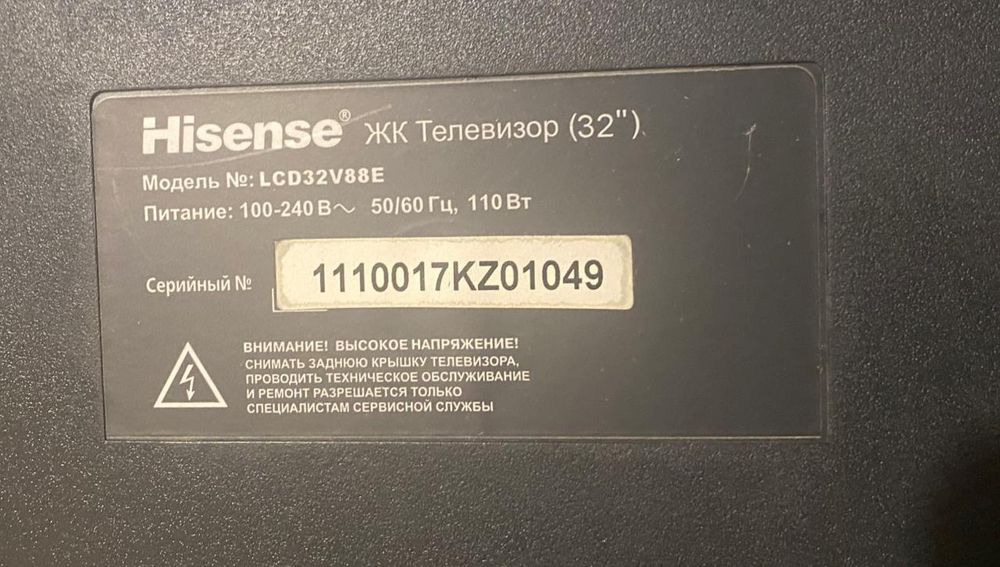 Hisense® ЖК Телевизор (32")
Модель №: LCD32V88E
Питание: 100-240 В～ 50/60 Гц, 110 Вт
Серийный № 1110017KZ01049
ВНИМАНИЕ! ВЫСОКОЕ НАПРЯЖЕНИЕ!
СНИМАТЬ ЗАДНЮЮ КРЫШКУ ТЕЛЕВИЗОРА,
ПРОВОДИТЬ ТЕХНИЧЕСКОЕ ОБСЛУЖИВАНИЕ
И РЕМОНТ РАЗРЕШАЕТСЯ ТОЛЬКО
СПЕЦИАЛИСТАМ СЕРВИСНОЙ СЛУЖБЫ